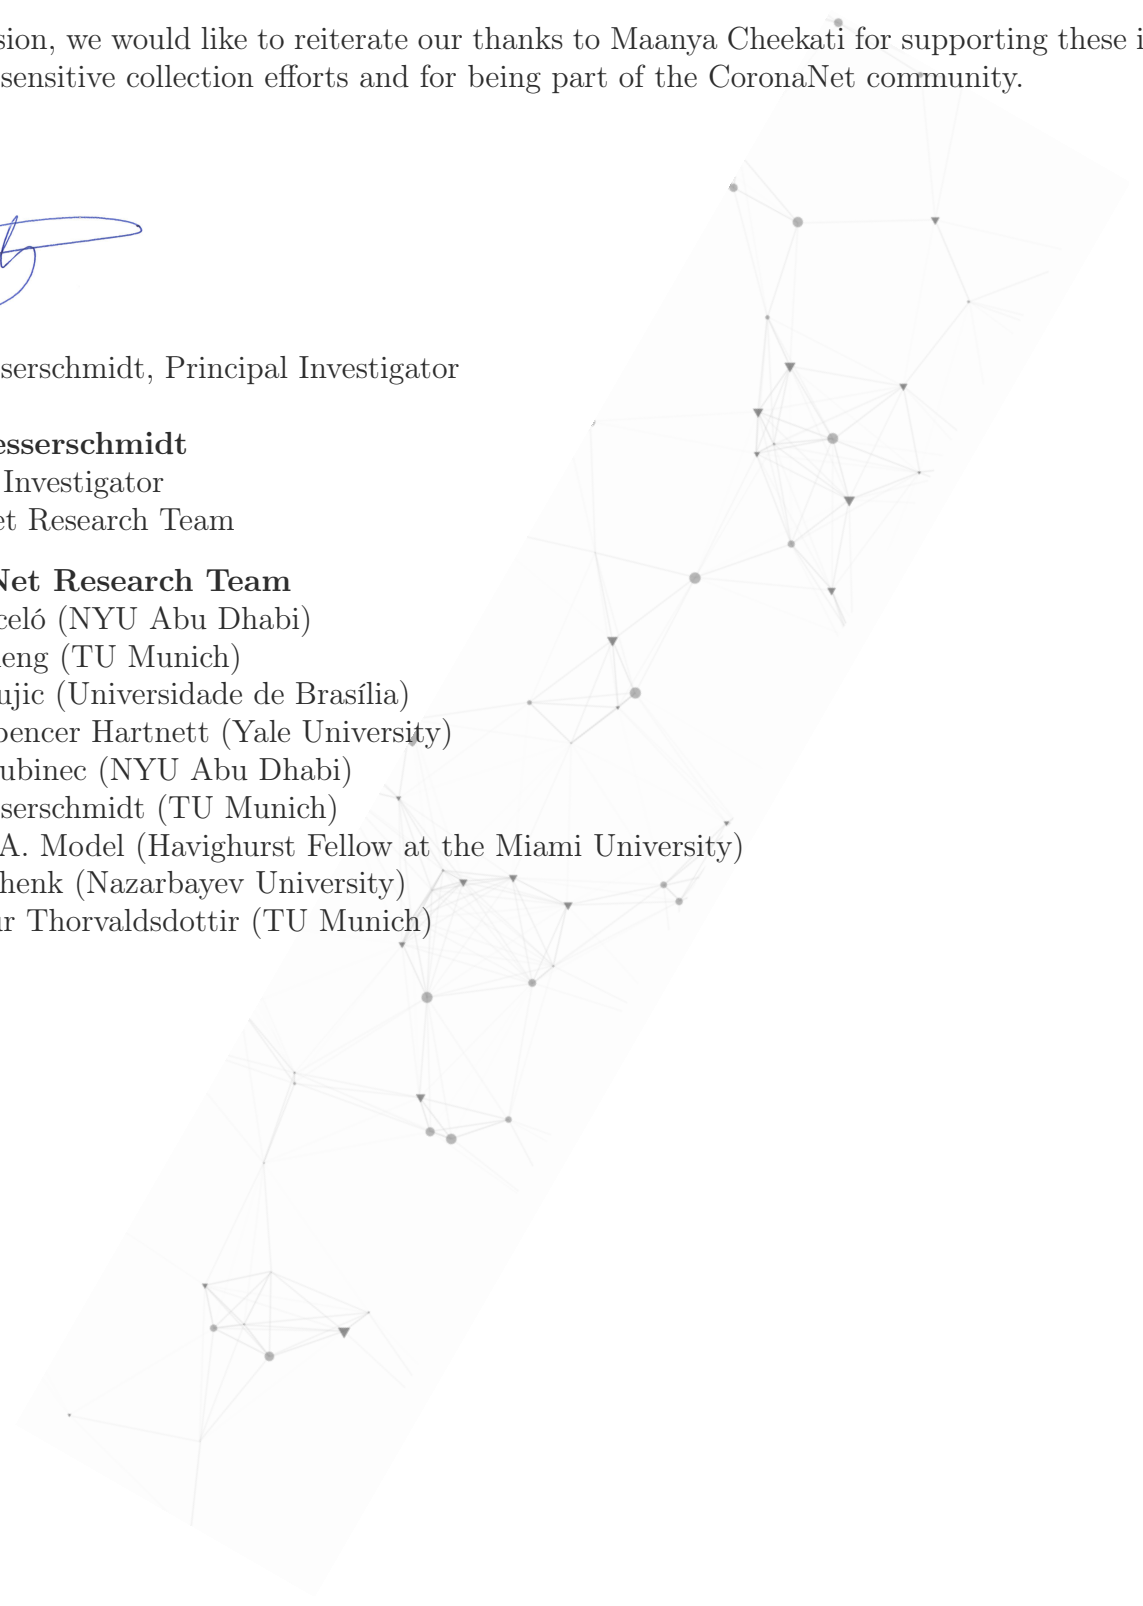 sion, we would like to reiterate our thanks to Maanya Cheekati for supporting these i
sensitive collection efforts and for being part of the CoronaNet community.
serschmidt, Principal Investigator
esserschmidt
Investigator
et Research Team
Net Research Team
celó (NYU Abu Dhabi)
eng (TU Munich)
ujic (Universidade de Brasília)
pencer Hartnett (Yale University)
ubinec (NYU Abu Dhabi)
serschmidt (TU Munich)
A. Model (Havighurst Fellow at the Miami University)
henk (Nazarbayev University)
ur Thorvaldsdottir (TU Munich)